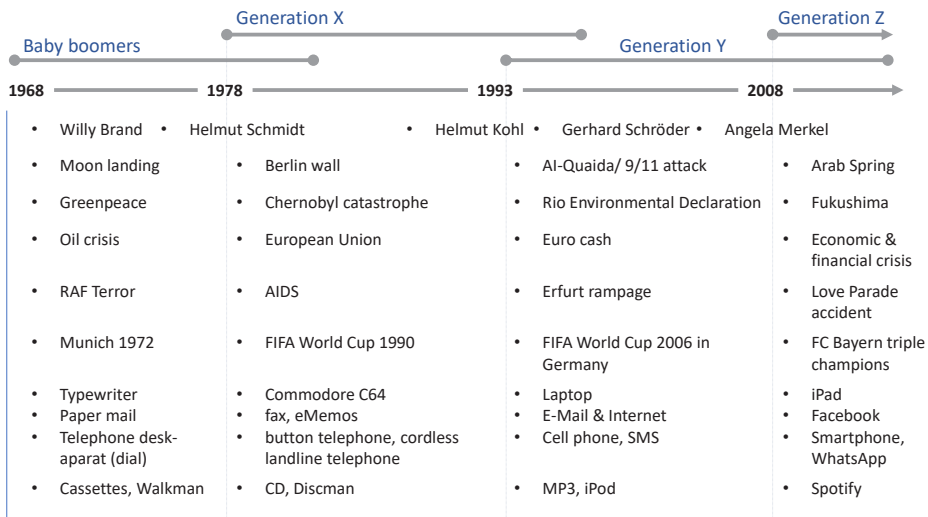 Generation X
Generation Z
Baby boomers
Generation Y
1968 1978 1993 2008
• Willy Brand • Helmut Schmidt • Helmut Kohl • Gerhard Schröder • Angela Merkel
• Moon landing • Berlin wall • AI-Quaida/ 9/11 attack • Arab Spring
• Greenpeace • Chernobyl catastrophe • Rio Environmental Declaration • Fukushima
• Oil crisis • European Union • Euro cash • Economic &
financial crisis
• RAF Terror • AIDS • Erfurt rampage • Love Parade
accident
• Munich 1972 • FIFA World Cup 1990 • FIFA World Cup 2006 in • FC Bayern triple
Germany champions
• Typewriter • Commodore C64 • Laptop • iPad
• Paper mail • fax, eMemos • E-Mail & Internet • Facebook
• Telephone desk- • button telephone, cordless • Cell phone, SMS • Smartphone,
aparat (dial) landline telephone WhatsApp
• Cassettes, Walkman • CD, Discman • MP3, iPod • Spotify